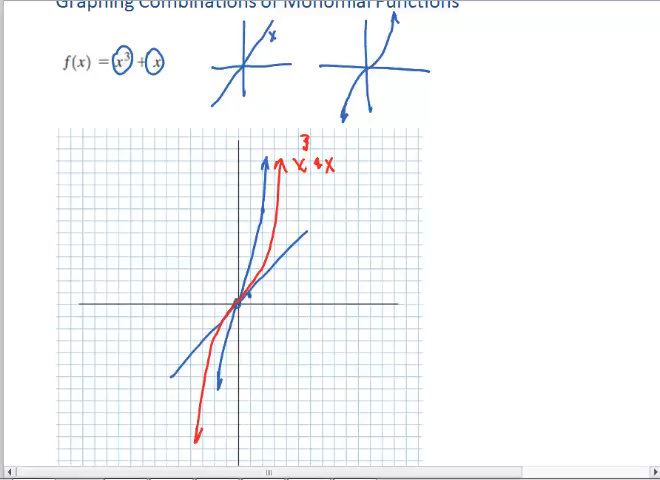 Graphing Combinations of Monomial Functions
f(x) = x³ + x
x
x³ + x